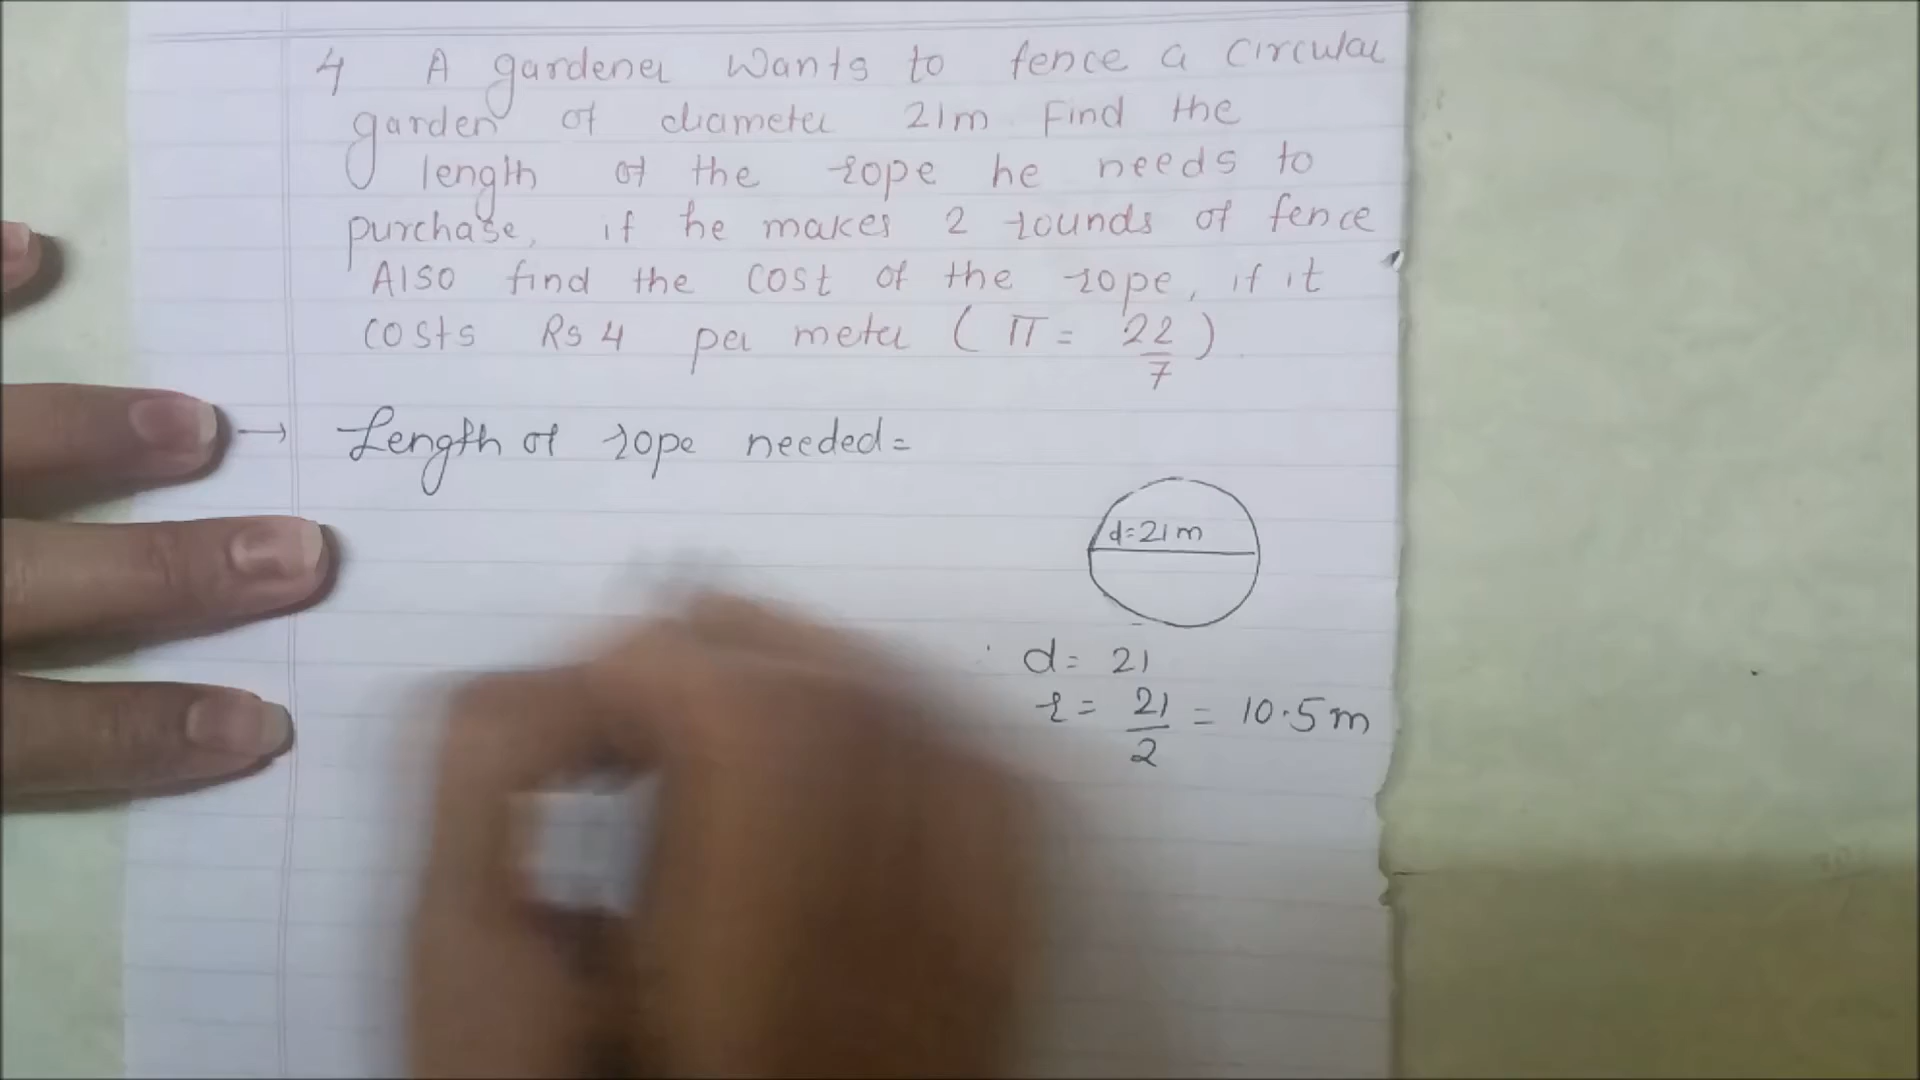 4 A gardener wants to fence a circular
garden of diameter 21m Find the
length of the rope he needs to
purchase, if he makes 2 rounds of fence
Also find the cost of the rope, if it
costs Rs 4 per meter ( π = 22/7 )
→ Length of rope needed =
d=21m
d= 21
r = 21/2 = 10.5m